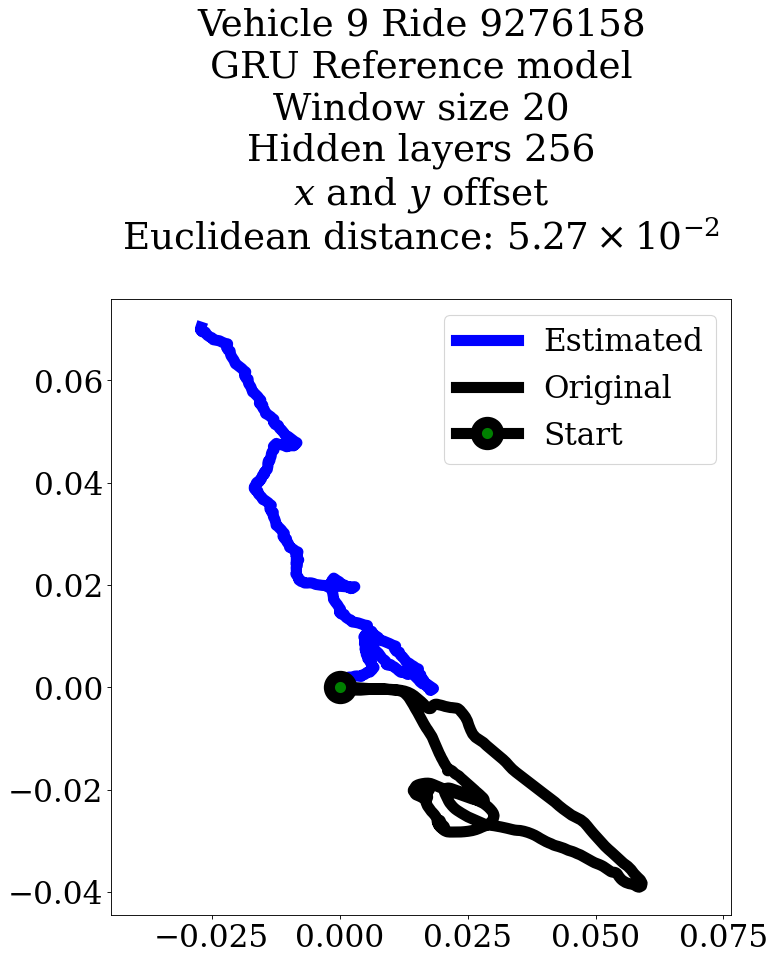 Vehicle 9 Ride 9276158
GRU Reference model
Window size 20
Hidden layers 256
x and y offset
Euclidean distance: 5.27 × 10⁻²
Estimated
Original
Start
0.06
0.04
0.02
0.00
−0.02
−0.04
−0.025 0.000 0.025 0.050 0.075